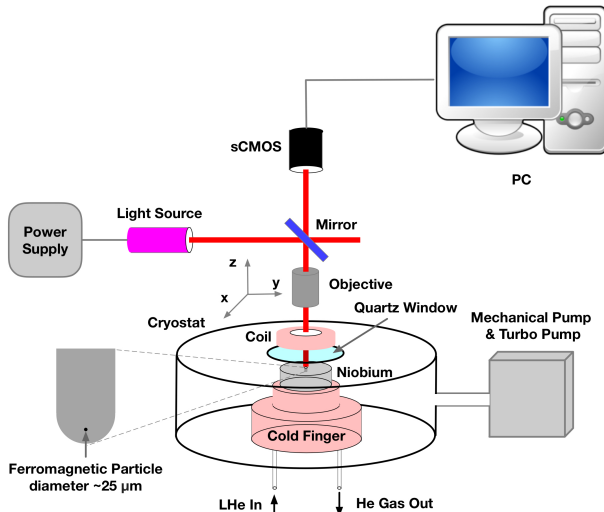 sCMOS
PC
Light Source
Mirror
Power
Supply
z
y
x
Objective
Quartz Window
Cryostat
Coil
Mechanical Pump
& Turbo Pump
Niobium
Cold Finger
Ferromagnetic Particle
diameter ~25 μm
LHe In
He Gas Out